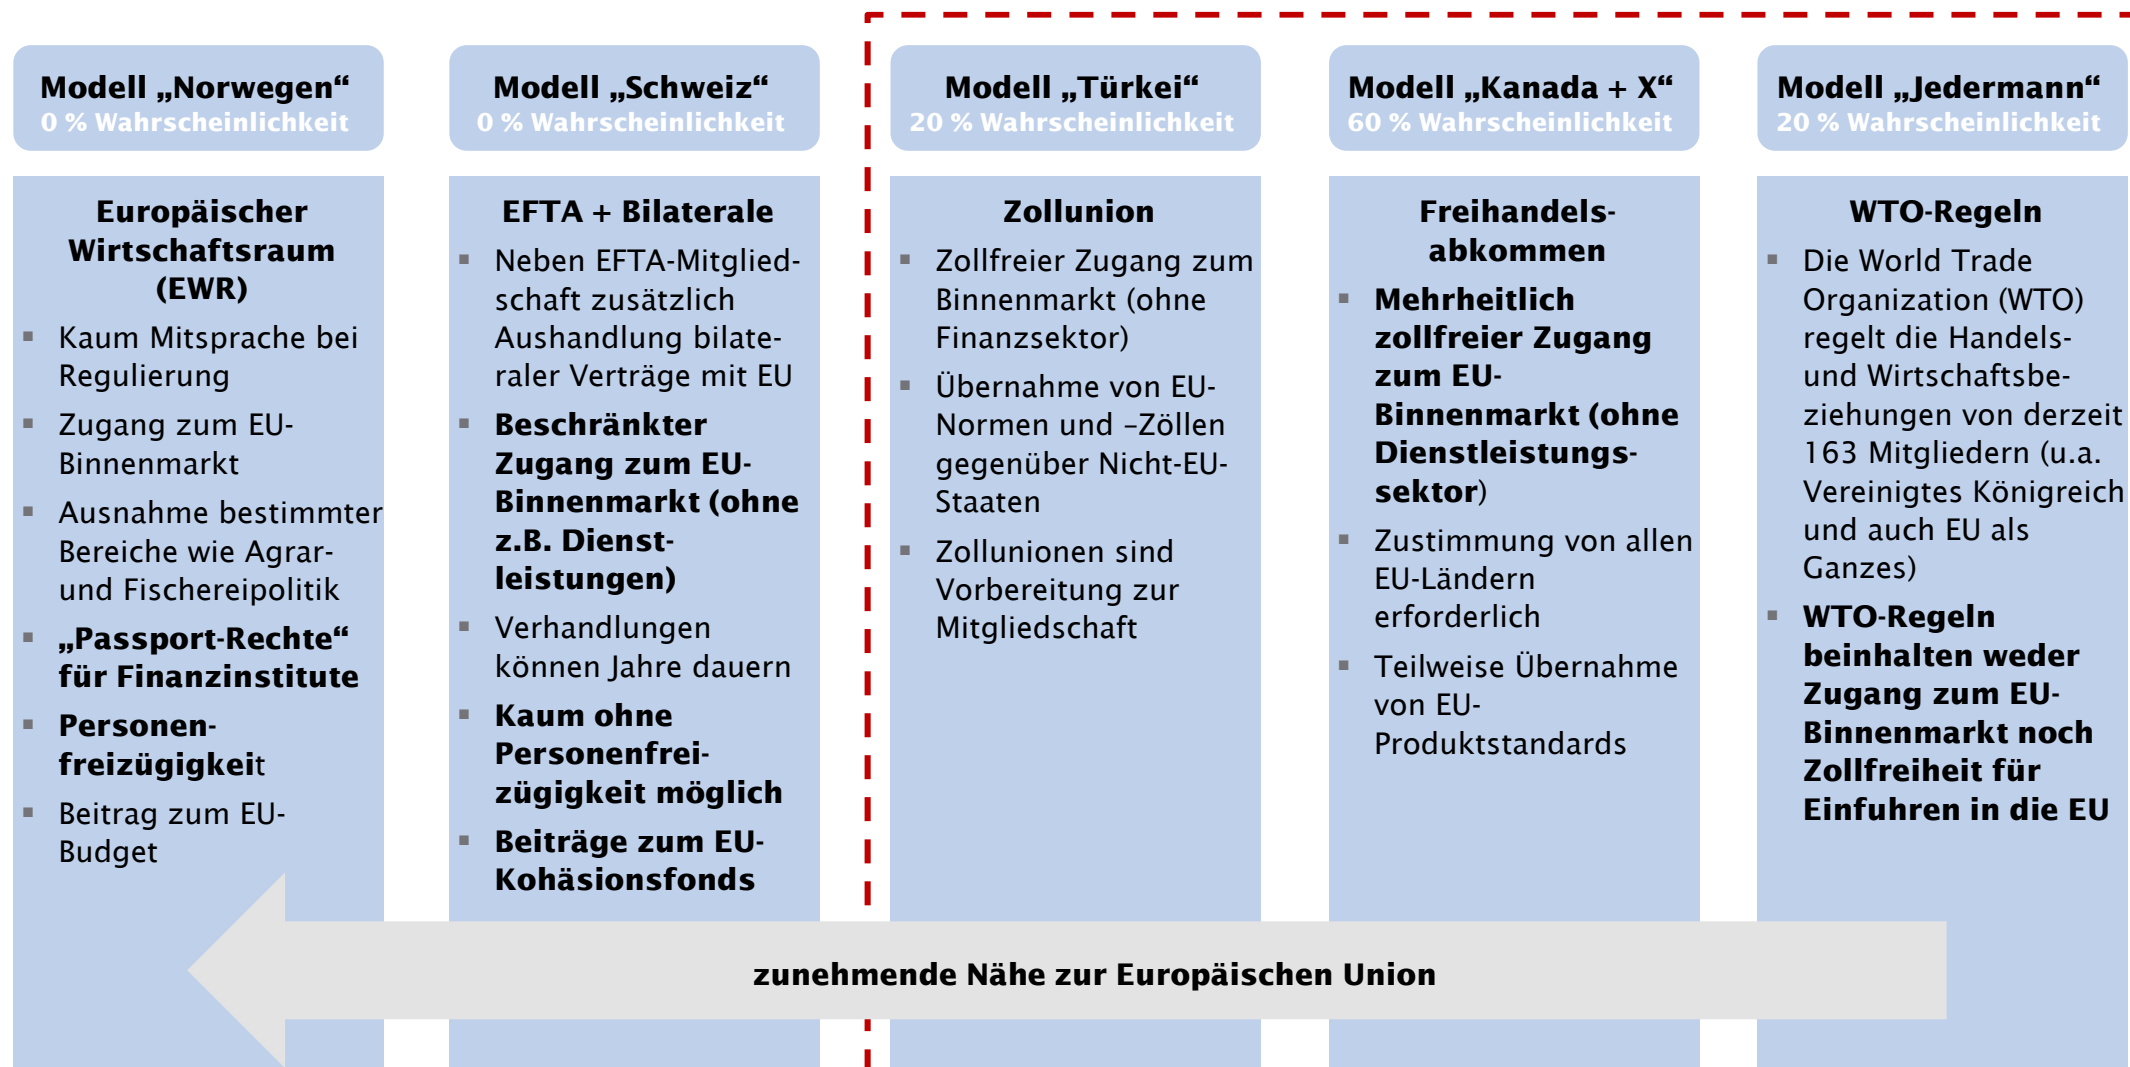 Modell „Norwegen“
0 % Wahrscheinlichkeit
Europäischer
Wirtschaftsraum
(EWR)
▪ Kaum Mitsprache bei
Regulierung
▪ Zugang zum EU-
Binnenmarkt
▪ Ausnahme bestimmter
Bereiche wie Agrar-
und Fischereipolitik
▪ „Passport-Rechte“
für Finanzinstitute
▪ Personen-
freizügigkeit
▪ Beitrag zum EU-
Budget
Modell „Schweiz“
0 % Wahrscheinlichkeit
EFTA + Bilaterale
▪ Neben EFTA-Mitglied-
schaft zusätzlich
Aushandlung bilate-
raler Verträge mit EU
▪ Beschränkter
Zugang zum EU-
Binnenmarkt (ohne
z.B. Dienst-
leistungen)
▪ Verhandlungen
können Jahre dauern
▪ Kaum ohne
Personenfrei-
zügigkeit möglich
▪ Beiträge zum EU-
Kohäsionsfonds
Modell „Türkei“
20 % Wahrscheinlichkeit
Zollunion
▪ Zollfreier Zugang zum
Binnenmarkt (ohne
Finanzsektor)
▪ Übernahme von EU-
Normen und –Zöllen
gegenüber Nicht-EU-
Staaten
▪ Zollunionen sind
Vorbereitung zur
Mitgliedschaft
Modell „Kanada + X“
60 % Wahrscheinlichkeit
Freihandels-
abkommen
▪ Mehrheitlich
zollfreier Zugang
zum EU-
Binnenmarkt (ohne
Dienstleistungs-
sektor)
▪ Zustimmung von allen
EU-Ländern
erforderlich
▪ Teilweise Übernahme
von EU-
Produktstandards
Modell „Jedermann“
20 % Wahrscheinlichkeit
WTO-Regeln
▪ Die World Trade
Organization (WTO)
regelt die Handels-
und Wirtschaftsbe-
ziehungen von derzeit
163 Mitgliedern (u.a.
Vereinigtes Königreich
und auch EU als
Ganzes)
▪ WTO-Regeln
beinhalten weder
Zugang zum EU-
Binnenmarkt noch
Zollfreiheit für
Einfuhren in die EU
zunehmende Nähe zur Europäischen Union